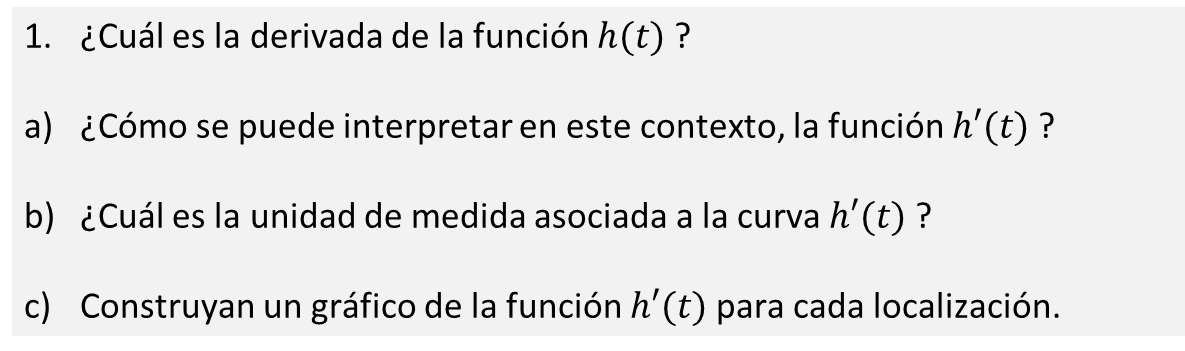 1. ¿Cuál es la derivada de la función h(t) ?
a) ¿Cómo se puede interpretar en este contexto, la función h′(t) ?
b) ¿Cuál es la unidad de medida asociada a la curva h′(t) ?
c) Construyan un gráfico de la función h′(t) para cada localización.